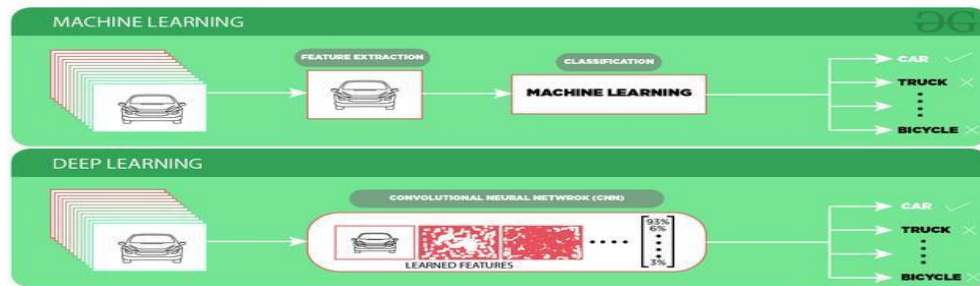 MACHINE LEARNING
FEATURE EXTRACTION
CLASSIFICATION
MACHINE LEARNING
CAR
TRUCK
BICYCLE
DEEP LEARNING
CONVOLUTIONAL NEURAL NETWROK (CNN)
LEARNED FEATURES
93%
6%
3%
CAR
TRUCK
BICYCLE